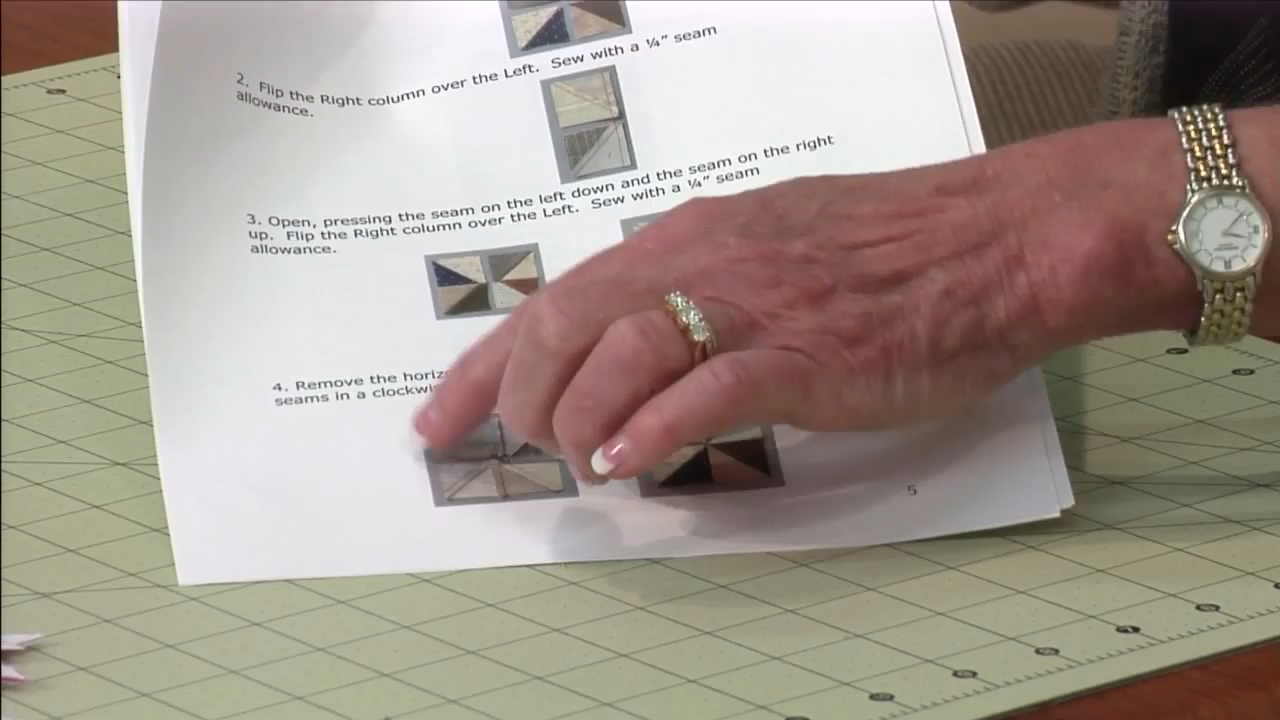 2. Flip the Right column over the Left. Sew with a ¼” seam
allowance.
3. Open, pressing the seam on the left down and the seam on the right
up. Flip the Right column over the Left. Sew with a ¼” seam
allowance.
4. Remove the
seams in a
5